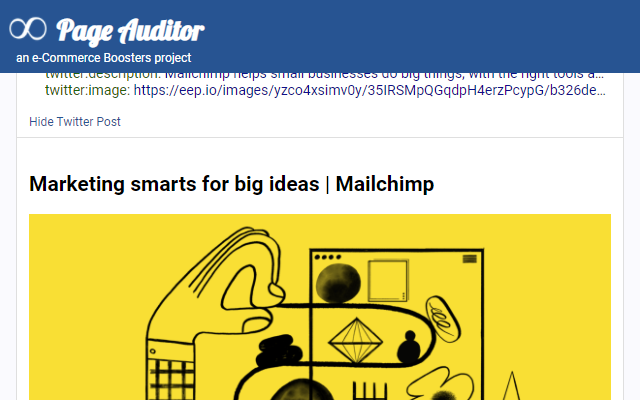 Page Auditor
an e-Commerce Boosters project
twitter:description: Mailchimp helps small businesses do big things, with the right tools a...
twitter:image: https://eep.io/images/yzco4xsimv0y/35IRSMpQGqdpH4erzPcypG/b326de...
Hide Twitter Post
Marketing smarts for big ideas | Mailchimp